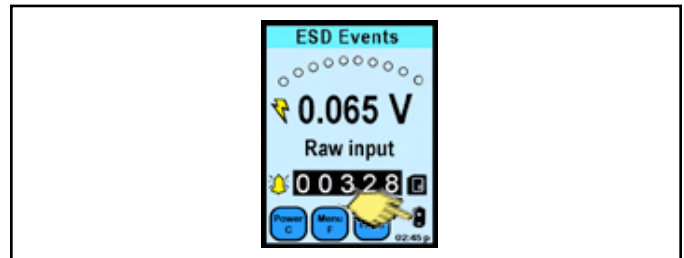 ESD Events
0.065 V
Raw input
00328
Power Menu
C F
02:45 p